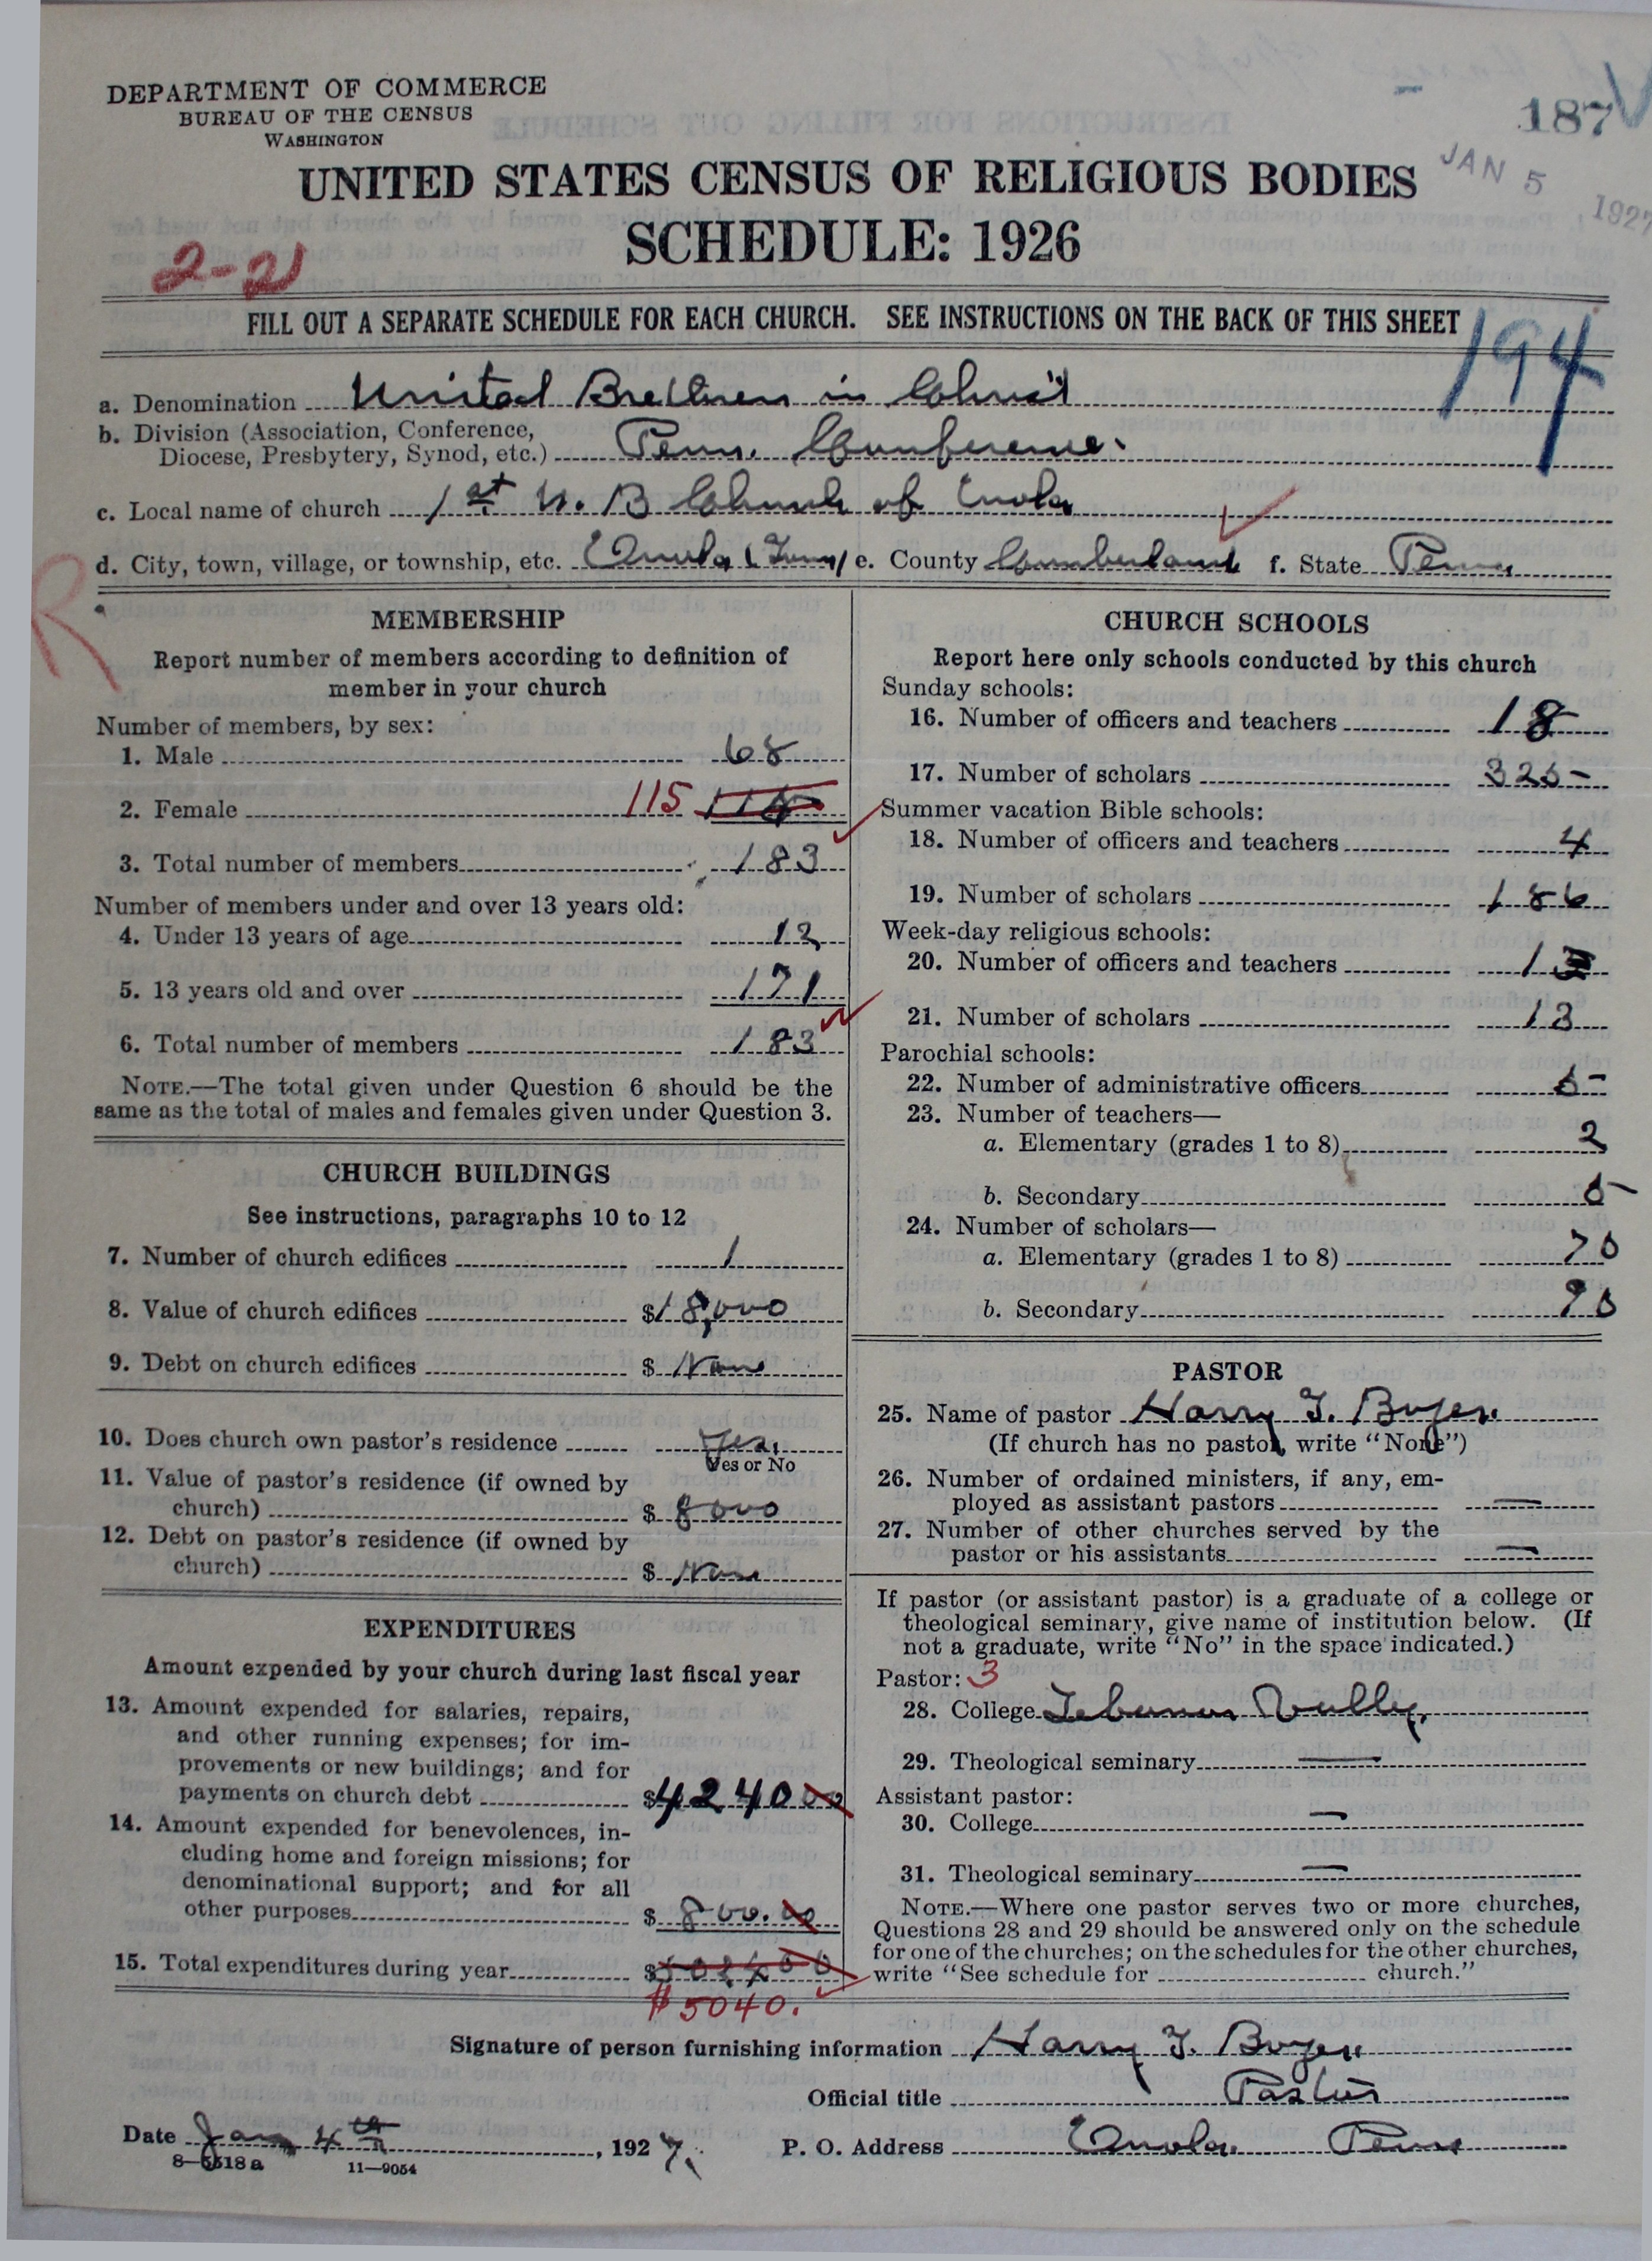 DEPARTMENT OF COMMERCE
BUREAU OF THE CENSUS
WASHINGTON
187
JAN 5 1927
UNITED STATES CENSUS OF RELIGIOUS BODIES
SCHEDULE: 1926
2-21
FILL OUT A SEPARATE SCHEDULE FOR EACH CHURCH. SEE INSTRUCTIONS ON THE BACK OF THIS SHEET
194
a. Denomination United Brethren in Christ
b. Division (Association, Conference,
Diocese, Presbytery, Synod, etc.) Penn. Conference.
c. Local name of church 1st U. B Church of Enola
d. City, town, village, or township, etc. Enola (Town) e. County Cumberland f. State Penna
R
MEMBERSHIP
Report number of members according to definition of
member in your church
Number of members, by sex:
1. Male 68
2. Female 115
3. Total number of members 183
Number of members under and over 13 years old:
4. Under 13 years of age 12
5. 13 years old and over 171
6. Total number of members 183
NOTE.—The total given under Question 6 should be the
same as the total of males and females given under Question 3.
CHURCH BUILDINGS
See instructions, paragraphs 10 to 12
7. Number of church edifices 1
8. Value of church edifices $18,000
9. Debt on church edifices $ None
10. Does church own pastor's residence Yes.
Yes or No
11. Value of pastor's residence (if owned by
church) $ 8000
12. Debt on pastor's residence (if owned by
church) $ None
EXPENDITURES
Amount expended by your church during last fiscal year
13. Amount expended for salaries, repairs,
and other running expenses; for im-
provements or new buildings; and for
payments on church debt $4240 00
14. Amount expended for benevolences, in-
cluding home and foreign missions; for
denominational support; and for all
other purposes $ 800.00
15. Total expenditures during year $
$5040.
CHURCH SCHOOLS
Report here only schools conducted by this church
Sunday schools:
16. Number of officers and teachers 18
17. Number of scholars 325
Summer vacation Bible schools:
18. Number of officers and teachers 4
19. Number of scholars 186
Week-day religious schools:
20. Number of officers and teachers 1
21. Number of scholars 13
Parochial schools:
22. Number of administrative officers
23. Number of teachers—
a. Elementary (grades 1 to 8) 2
b. Secondary
24. Number of scholars—
a. Elementary (grades 1 to 8) 70
b. Secondary 90
PASTOR
25. Name of pastor Harry T. Boyer.
(If church has no pastor, write "None")
26. Number of ordained ministers, if any, em-
ployed as assistant pastors —
27. Number of other churches served by the
pastor or his assistants —
If pastor (or assistant pastor) is a graduate of a college or
theological seminary, give name of institution below. (If
not a graduate, write "No" in the space indicated.)
Pastor: 3
28. College Lebanon Valley.
29. Theological seminary —
Assistant pastor:
30. College —
31. Theological seminary —
NOTE.—Where one pastor serves two or more churches,
Questions 28 and 29 should be answered only on the schedule
for one of the churches; on the schedules for the other churches,
write "See schedule for church."
Signature of person furnishing information Harry T. Boyer
Official title Pastor
Date Jan 4th, 1927. P. O. Address Enola Penna
8—5518a 11—9054